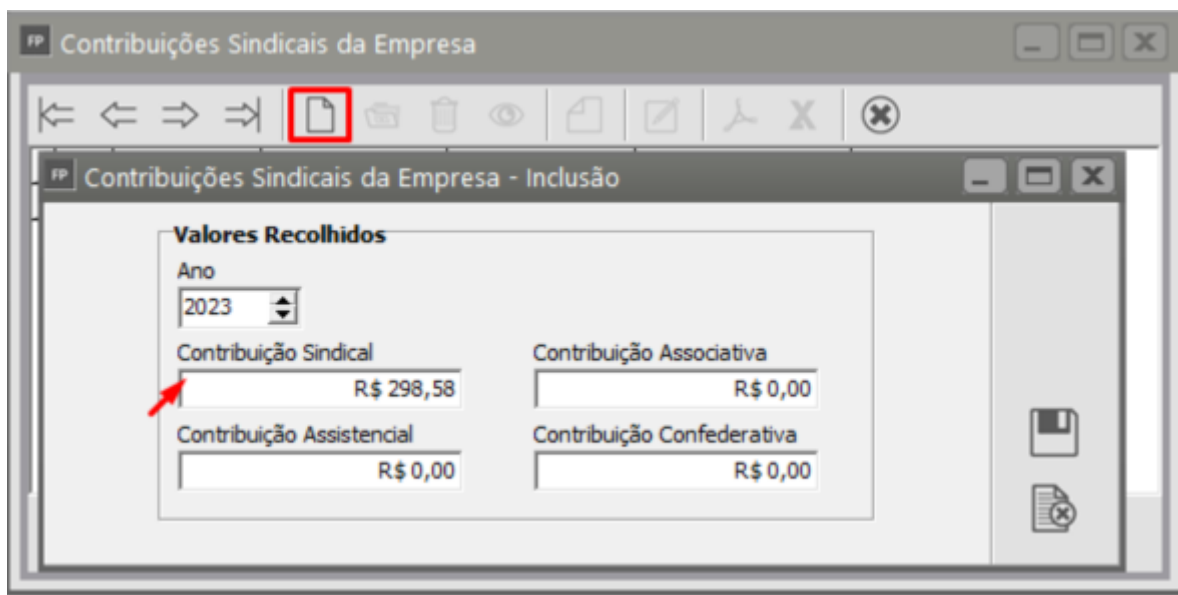 FP Contribuições Sindicais da Empresa
FP Contribuições Sindicais da Empresa - Inclusão
Valores Recolhidos
Ano
2023
Contribuição Sindical Contribuição Associativa
R$ 298,58 R$ 0,00
Contribuição Assistencial Contribuição Confederativa
R$ 0,00 R$ 0,00